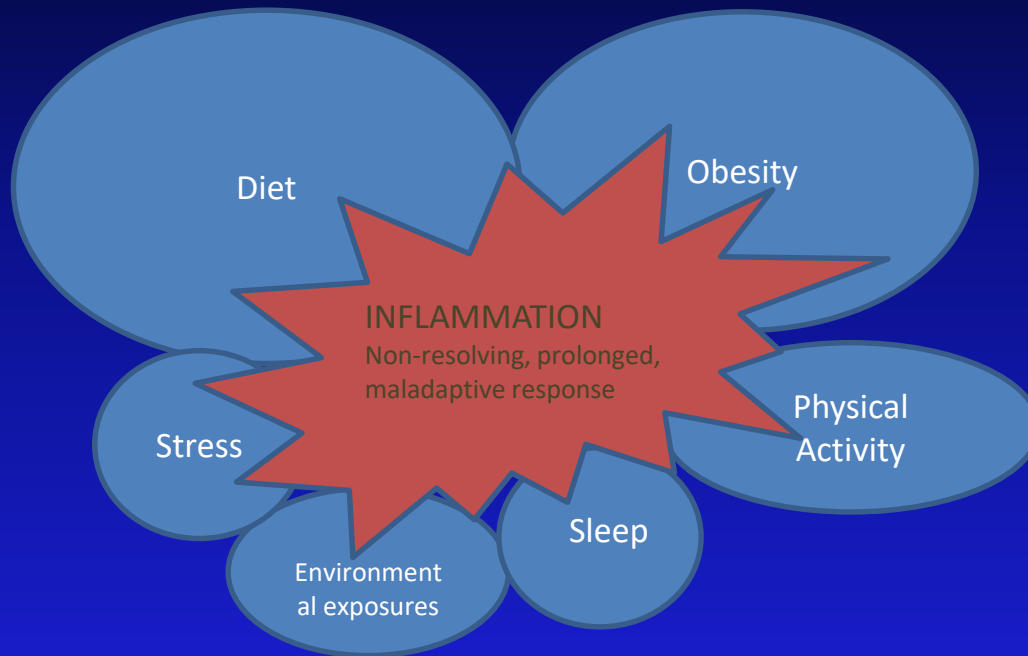 Diet
Obesity
INFLAMMATION
Non-resolving, prolonged,
maladaptive response
Physical
Activity
Stress
Sleep
Environment
al exposures